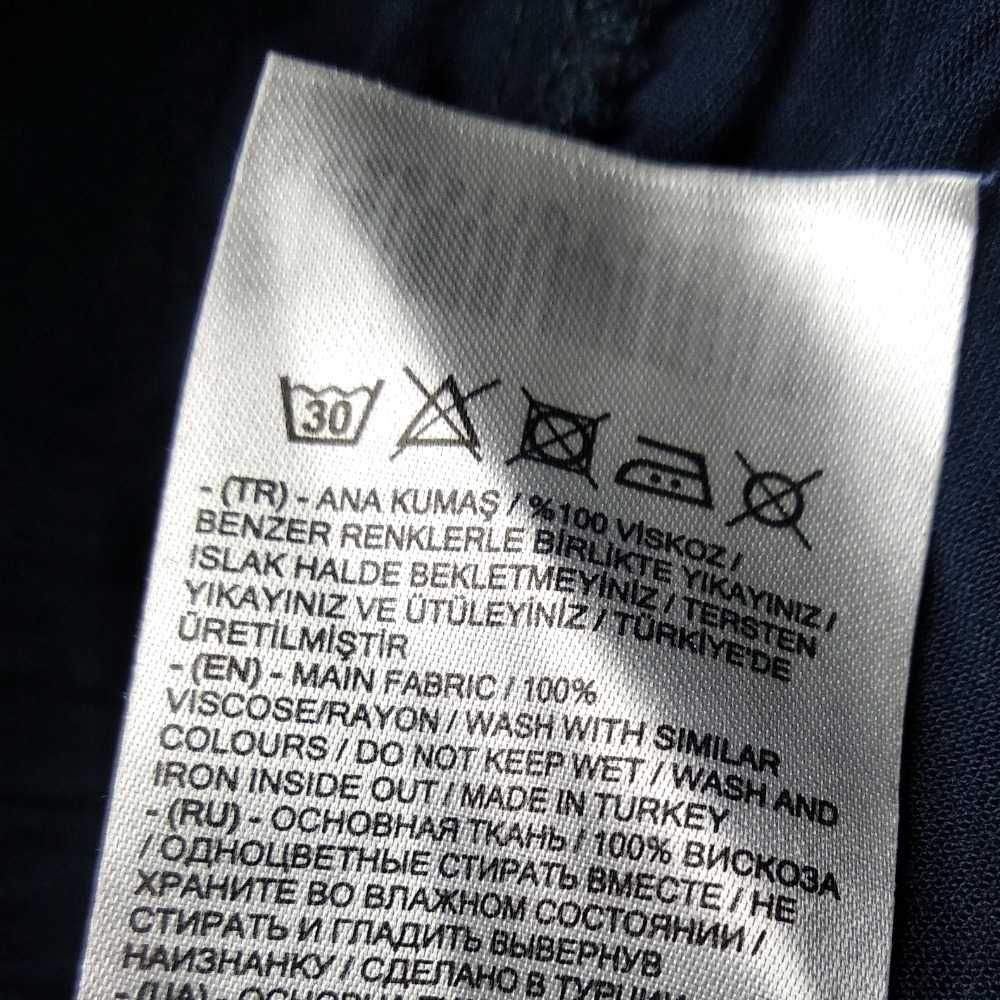 30
- (TR) - ANA KUMAŞ / %100 VİSKOZ /
BENZER RENKLERLE BİRLİKTE YIKAYINIZ /
ISLAK HALDE BEKLETMEYİNİZ / TERSTEN
YIKAYINIZ VE ÜTÜLEYİNİZ / TÜRKİYE'DE
ÜRETİLMİŞTİR
- (EN) - MAIN FABRIC / 100%
VISCOSE/RAYON / WASH WITH SIMILAR
COLOURS / DO NOT KEEP WET / WASH AND
IRON INSIDE OUT / MADE IN TURKEY
- (RU) - ОСНОВНАЯ ТКАНЬ / 100% ВИСКОЗА
/ ОДНОЦВЕТНЫЕ СТИРАТЬ ВМЕСТЕ / НЕ
ХРАНИТЕ ВО ВЛАЖНОМ СОСТОЯНИИ /
СТИРАТЬ И ГЛАДИТЬ ВЫВЕРНУВ
НАИЗНАНКУ / СДЕЛАНО В ТУРЦИИ
- (UA) -